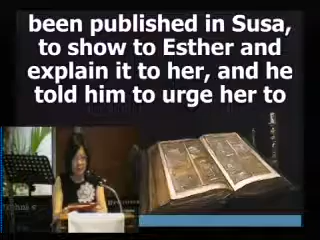 been published in Susa,
to show to Esther and
explain it to her, and he
told him to urge her to